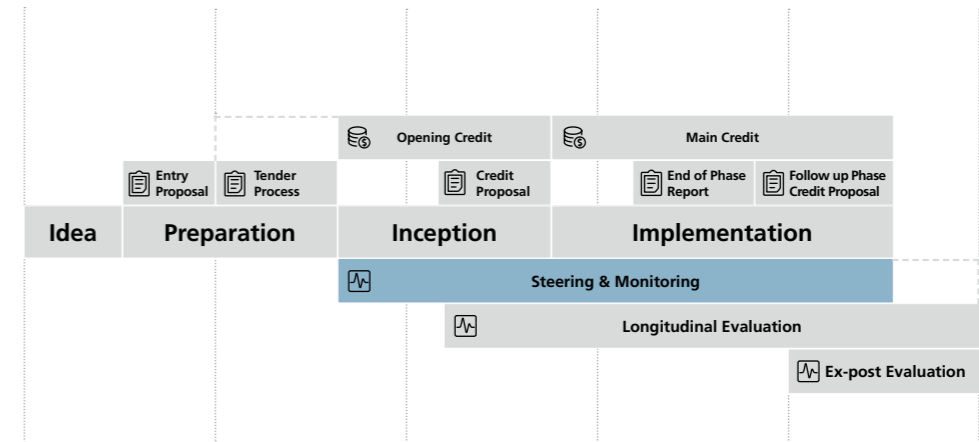 Opening Credit
Main Credit
Entry
Proposal
Tender
Process
Credit
Proposal
End of Phase
Report
Follow up Phase
Credit Proposal
Idea
Preparation
Inception
Implementation
Steering & Monitoring
Longitudinal Evaluation
Ex-post Evaluation